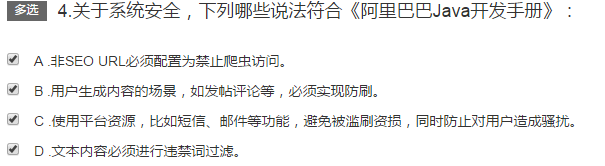 多选 4.关于系统安全，下列哪些说法符合《阿里巴巴Java开发手册》：
A .非SEO URL必须配置为禁止爬虫访问。
B .用户生成内容的场景，如发帖评论等，必须实现防刷。
C .使用平台资源，比如短信、邮件等功能，避免被滥刷资损，同时防止对用户造成骚扰。
D .文本内容必须进行违禁词过滤。